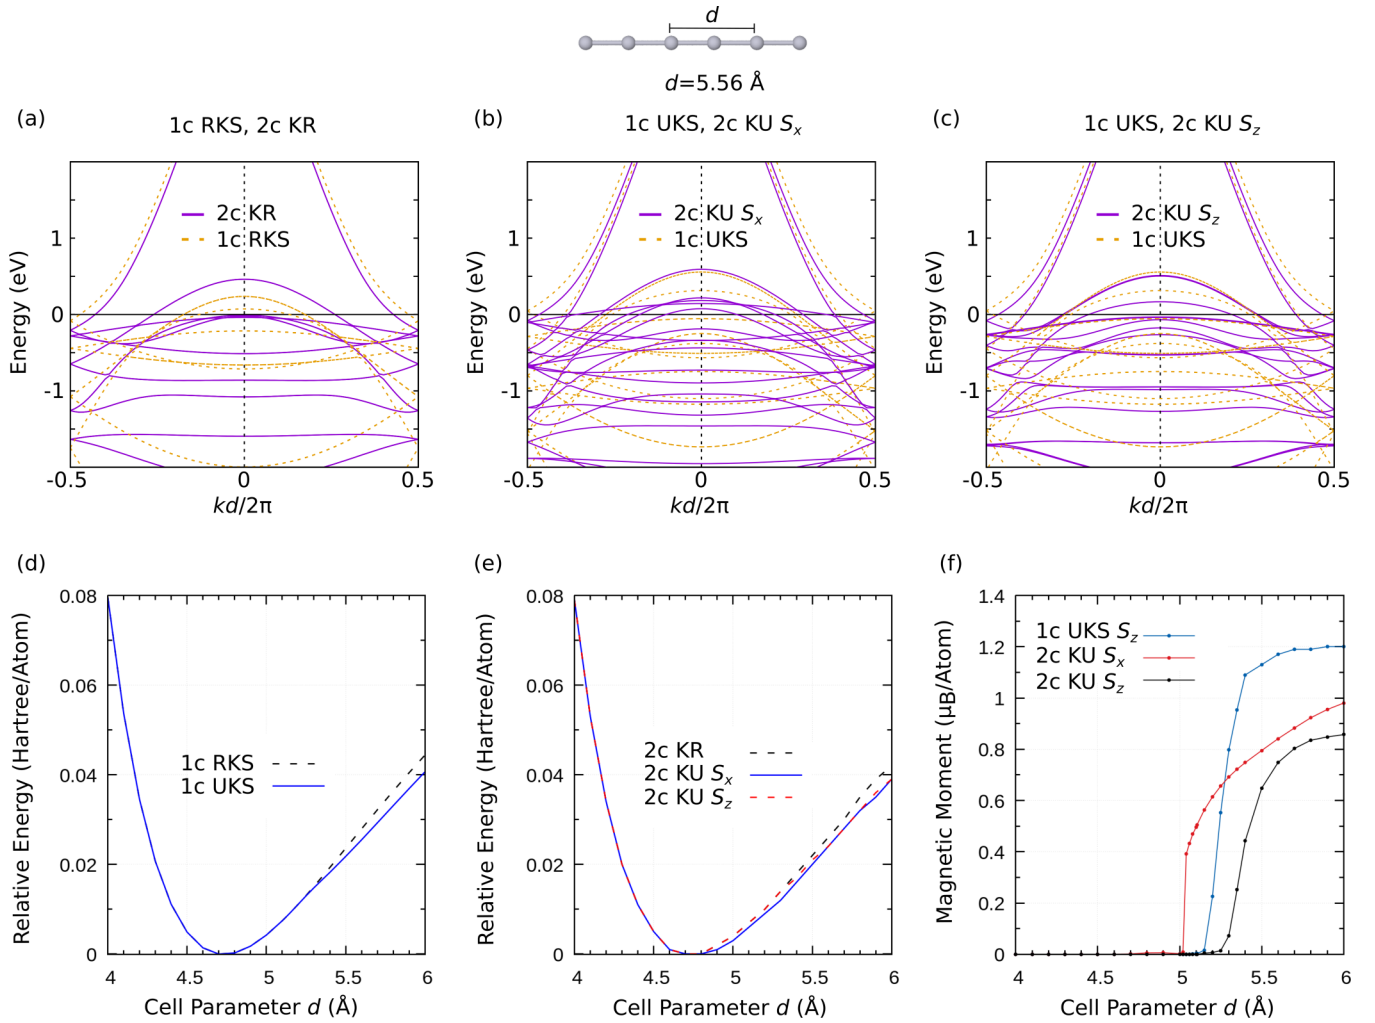 d
d=5.56 Å
(a)
1c RKS, 2c KR
(b)
1c UKS, 2c KU Sx
(c)
1c UKS, 2c KU Sz
Energy (eV)
1
0
-1
2c KR
1c RKS
-0.5
0
0.5
kd/2π
Energy (eV)
1
0
-1
2c KU Sx
1c UKS
-0.5
0
0.5
kd/2π
Energy (eV)
1
0
-1
2c KU Sz
1c UKS
-0.5
0
0.5
kd/2π
(d)
Relative Energy (Hartree/Atom)
0.08
0.06
0.04
0.02
0
1c RKS
1c UKS
4
4.5
5
5.5
6
Cell Parameter d (Å)
(e)
Relative Energy (Hartree/Atom)
0.08
0.06
0.04
0.02
0
2c KR
2c KU Sx
2c KU Sz
4
4.5
5
5.5
6
Cell Parameter d (Å)
(f)
Magnetic Moment (μB/Atom)
1.4
1.2
1
0.8
0.6
0.4
0.2
0
1c UKS Sz
2c KU Sx
2c KU Sz
4
4.5
5
5.5
6
Cell Parameter d (Å)